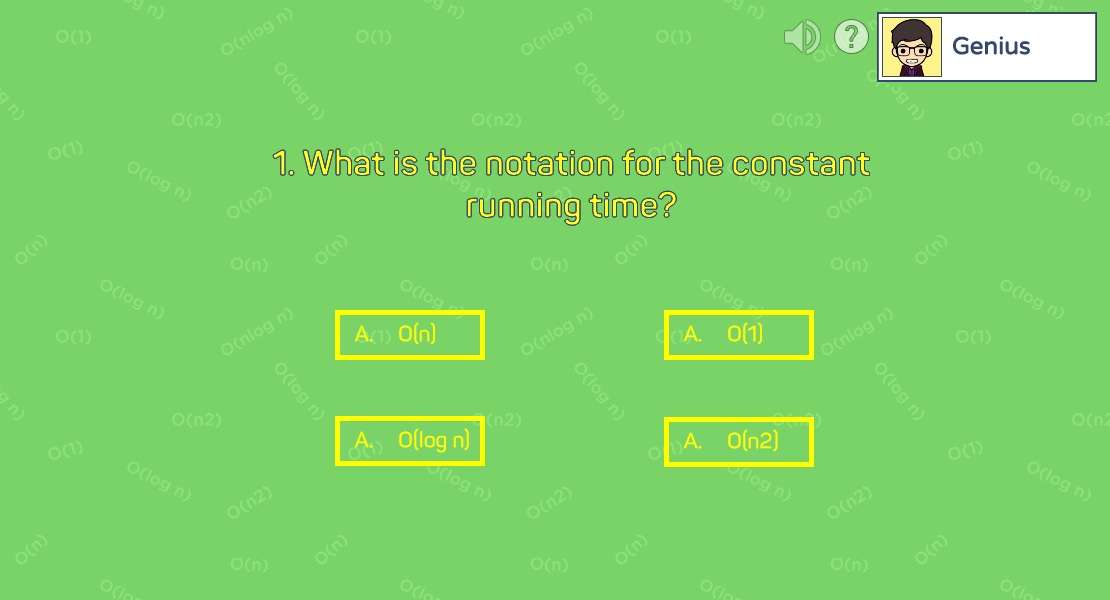 ?
Genius
1. What is the notation for the constant
running time?
A. O(n)
A. O(1)
A. O(log n)
A. O(n2)